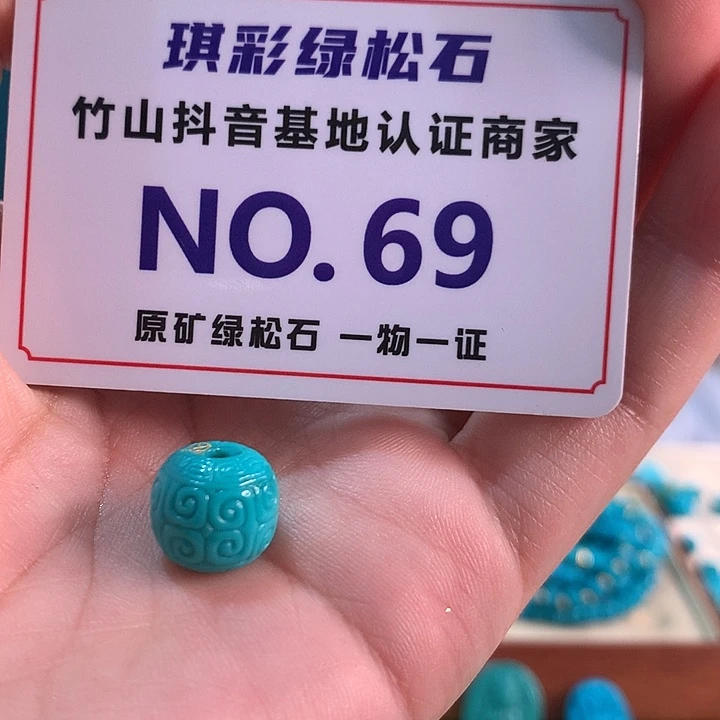 琪彩绿松石
竹山抖音基地认证商家
NO. 69
原矿绿松石 一物一证